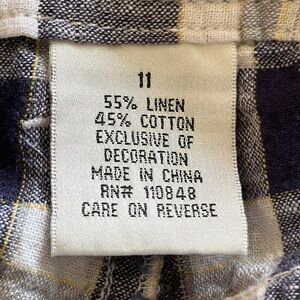 11
55% LINEN
45% COTTON
EXCLUSIVE OF
DECORATION
MADE IN CHINA
RN# 110848
CARE ON REVERSE